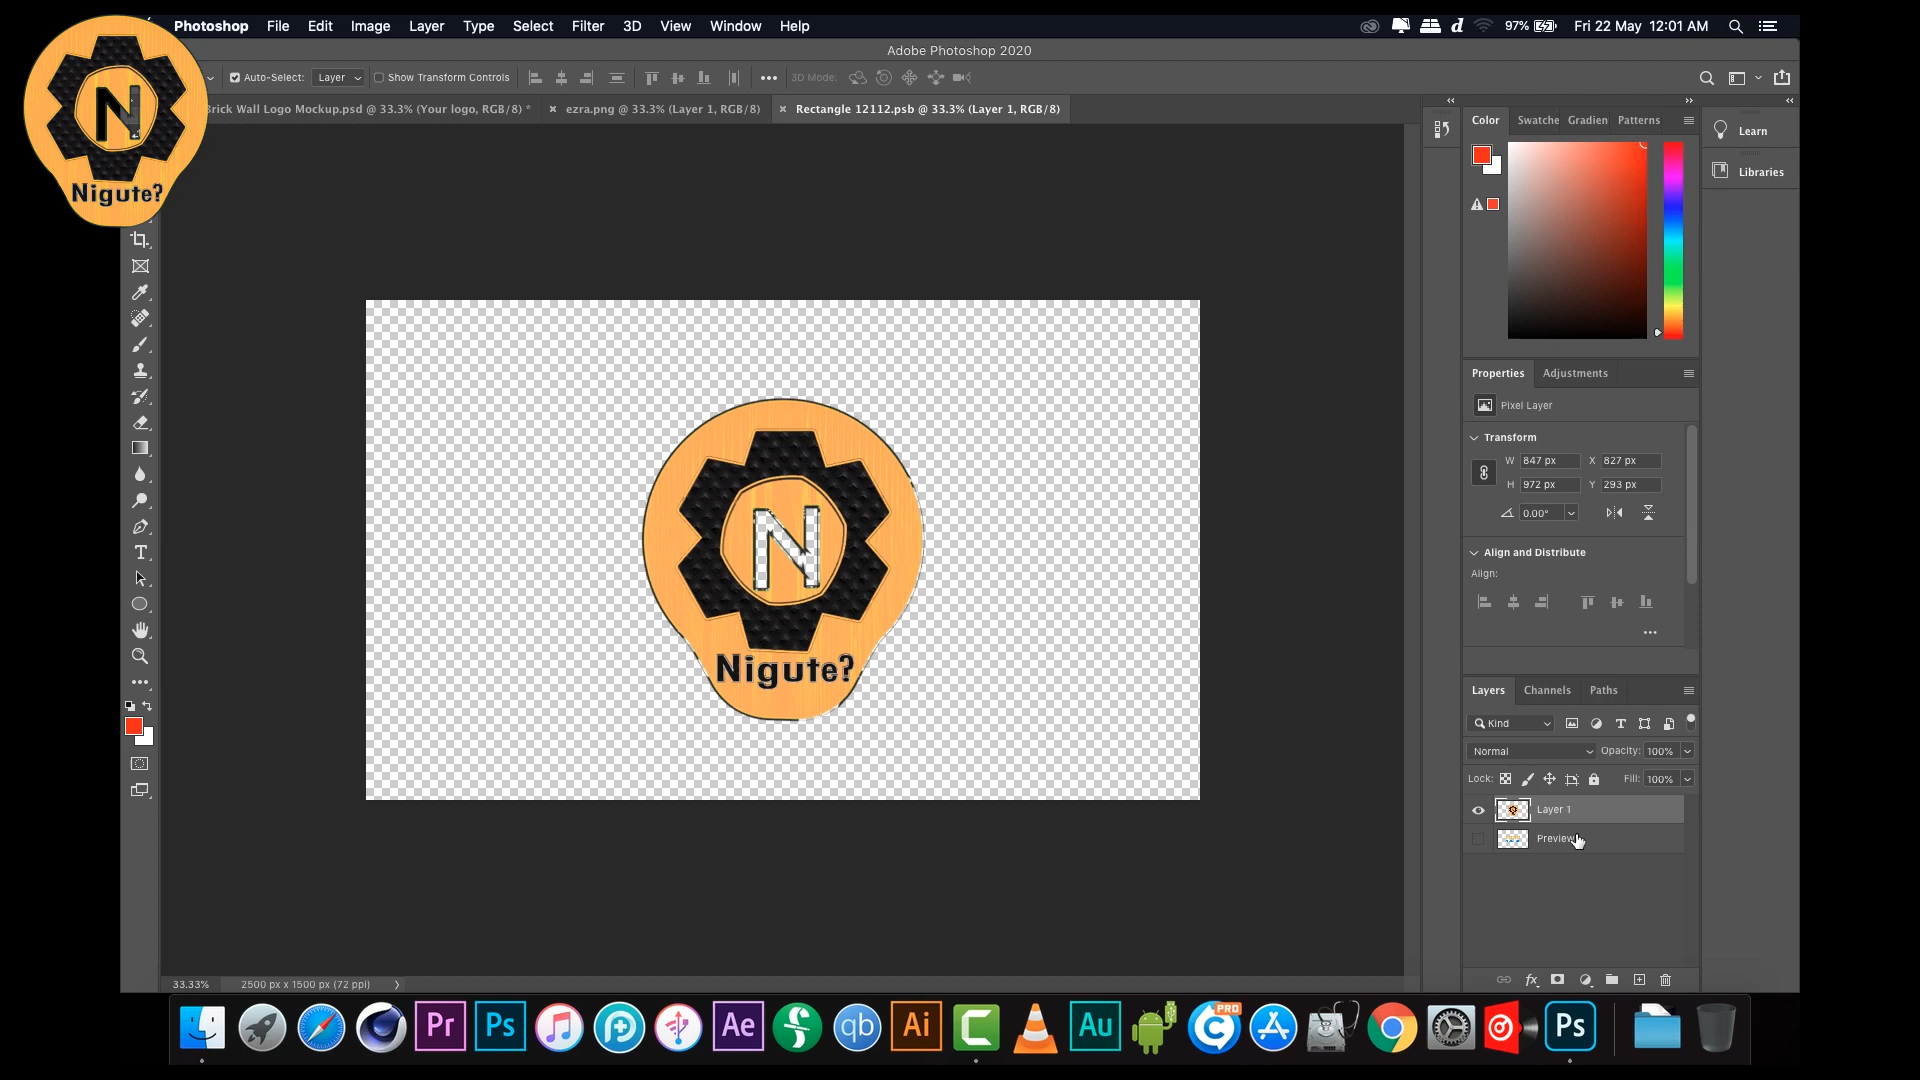 Photoshop File Edit Image Layer Type Select Filter 3D View Window Help
97% Fri 22 May 12:01 AM
Adobe Photoshop 2020
Auto-Select: Layer Show Transform Controls 3D Mode:
Brick Wall Logo Mockup.psd @ 33.3% (Your logo, RGB/8) * × ezra.png @ 33.3% (Layer 1, RGB/8) × Rectangle 12112.psb @ 33.3% (Layer 1, RGB/8)
N
Nigute?
Color Swatche Gradien Patterns
Learn
Libraries
Properties Adjustments
Pixel Layer
Transform
W 847 px X 827 px
H 972 px Y 293 px
0.00°
Align and Distribute
Align:
N
Nigute?
Layers Channels Paths
Kind
Normal Opacity: 100%
Lock: Fill: 100%
Layer 1
Preview
fx
33.33% 2500 px x 1500 px (72 ppi)
Pr Ps Ae qb Ai C Au PRO Ps